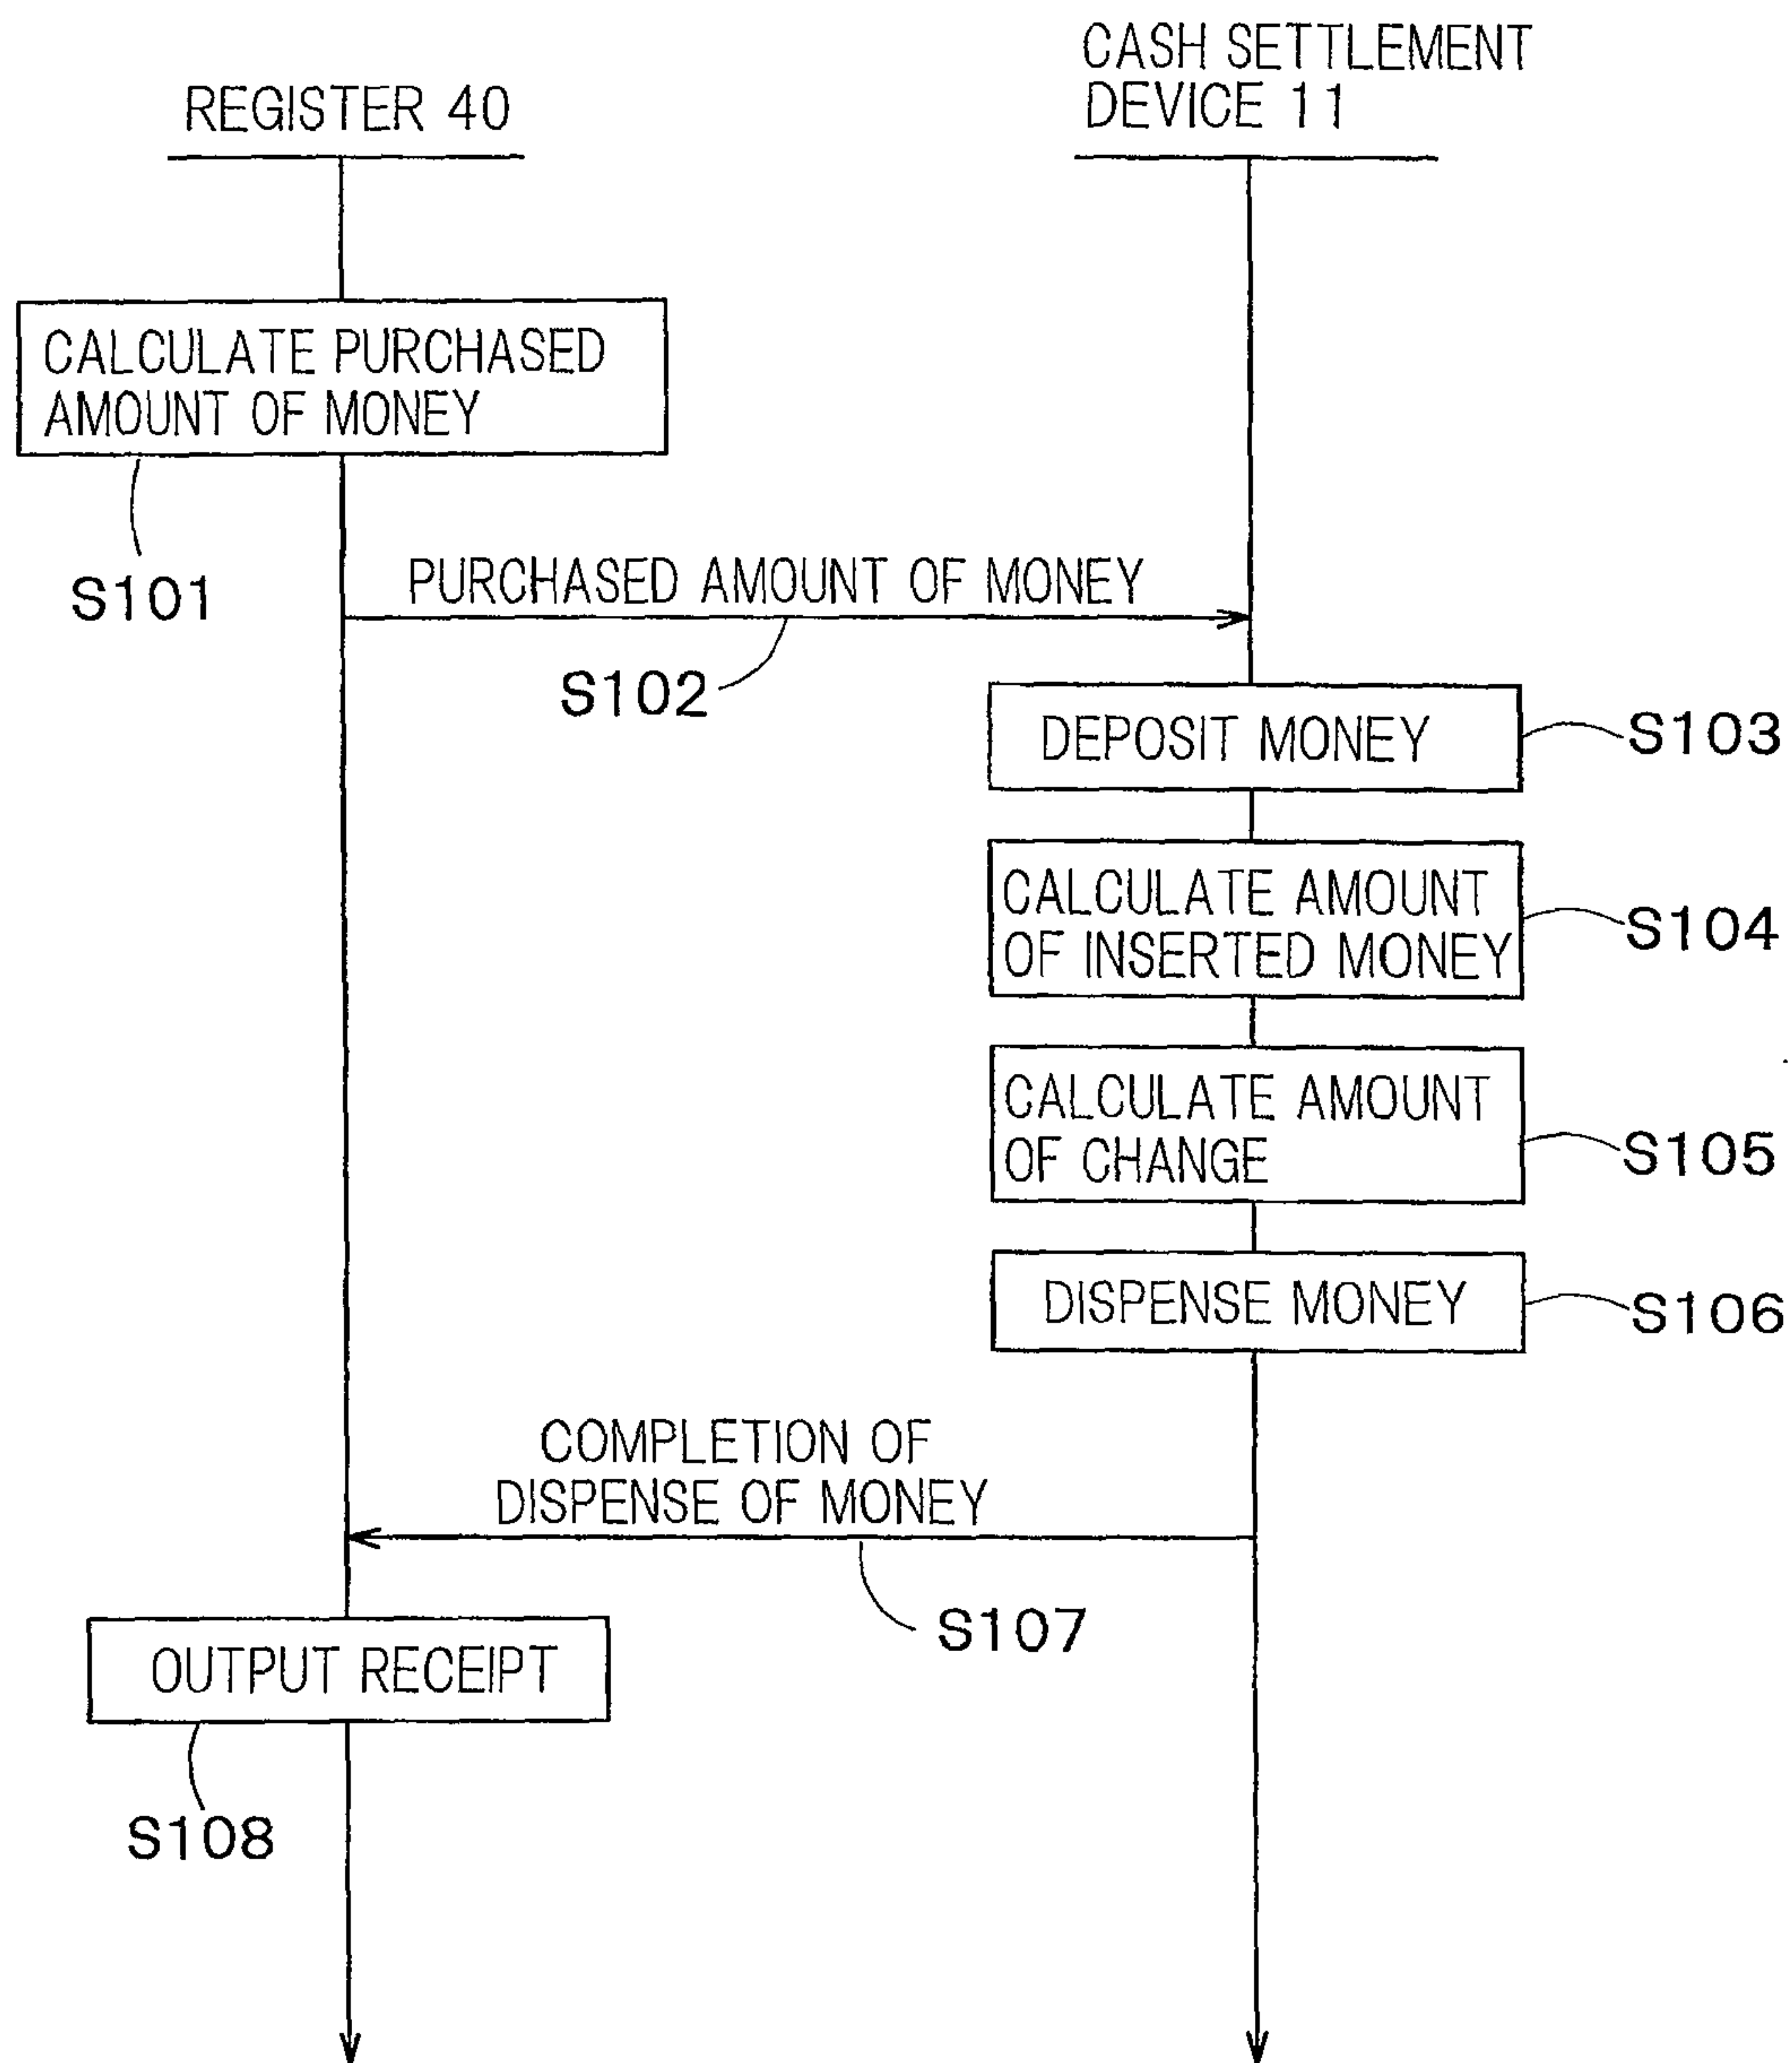 REGISTER 40
CASH SETTLEMENT
DEVICE 11
CALCULATE PURCHASED
AMOUNT OF MONEY
S101
PURCHASED AMOUNT OF MONEY
S102
DEPOSIT MONEY
S103
CALCULATE AMOUNT
OF INSERTED MONEY
S104
CALCULATE AMOUNT
OF CHANGE
S105
DISPENSE MONEY
S106
COMPLETION OF
DISPENSE OF MONEY
S107
OUTPUT RECEIPT
S108